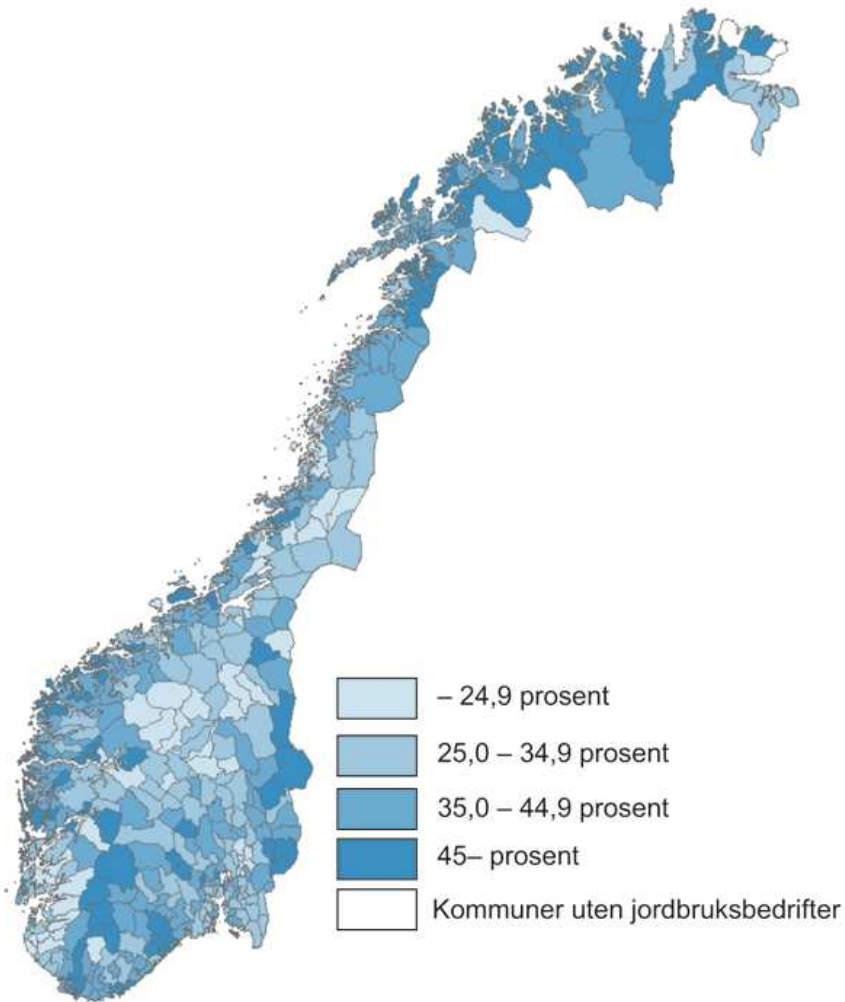 – 24,9 prosent
25,0 – 34,9 prosent
35,0 – 44,9 prosent
45– prosent
Kommuner uten jordbruksbedrifter